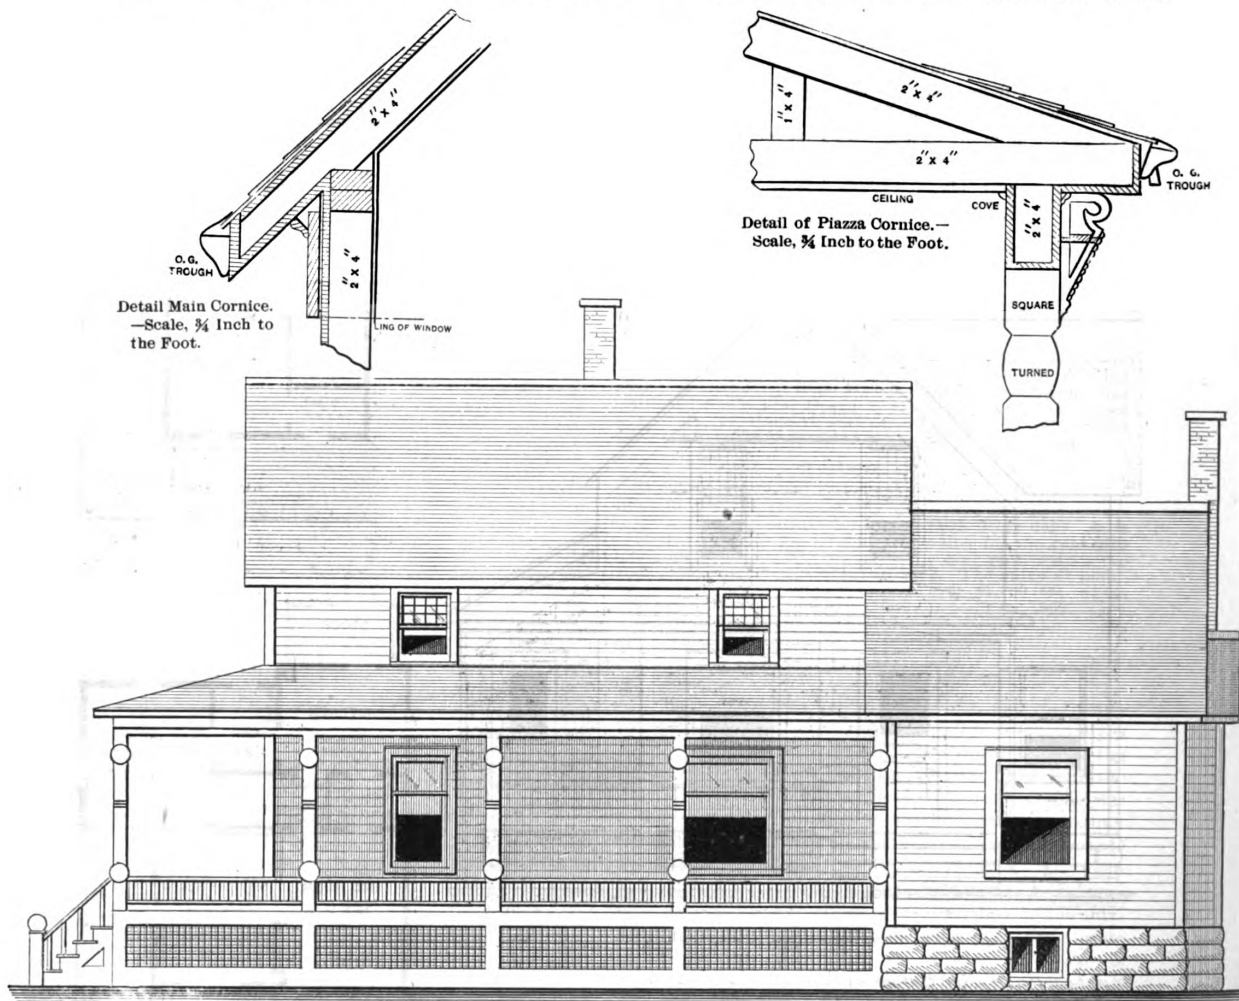 2" x 4"
O. G.
TROUGH
2" x 4"
Detail Main Cornice.
—Scale, ¾ Inch to
the Foot.
LING OF WINDOW
2" x 4"
1" x 4"
2" x 4"
O. G.
TROUGH
CEILING
COVE
2" x 4"
Detail of Piazza Cornice.—
Scale, ¾ Inch to the Foot.
SQUARE
TURNED